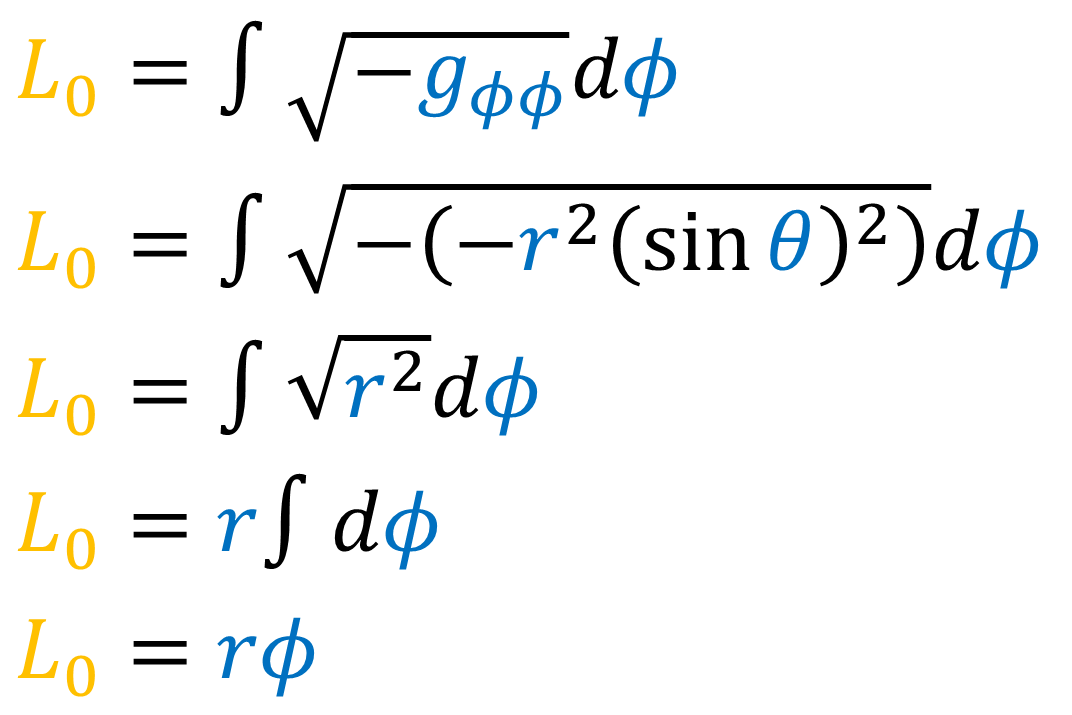 L₀ = ∫ √(−g_ϕϕ) dϕ
L₀ = ∫ √(−(−r²(sin θ)²)) dϕ
L₀ = ∫ √(r²) dϕ
L₀ = r∫ dϕ
L₀ = rϕ